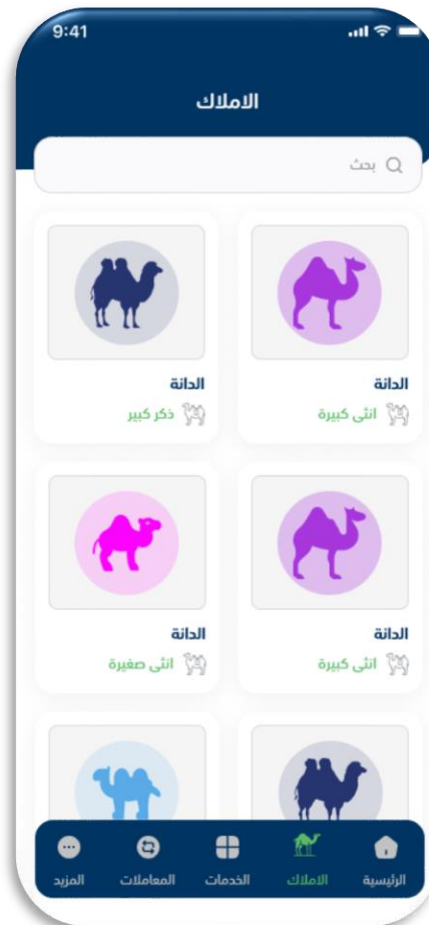 9:41
الاملاك
بحث
الدانة
انثى كبيرة
الدانة
ذكر كبير
الدانة
انثى كبيرة
الدانة
انثى صغيرة
الرئيسية
الاملاك
الخدمات
المعاملات
المزيد